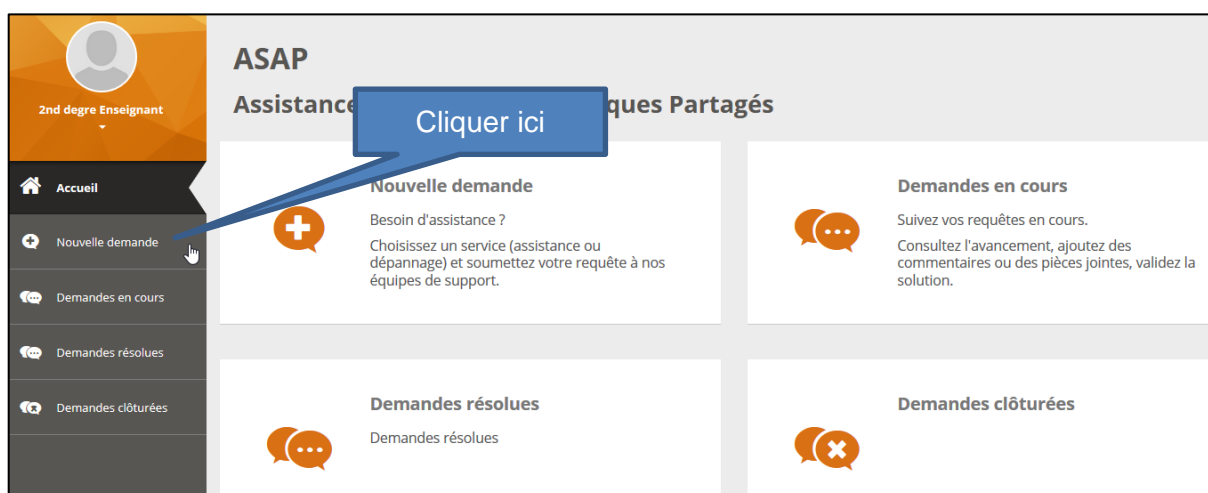 2nd degre Enseignant
Accueil
Nouvelle demande
Demandes en cours
Demandes résolues
Demandes clôturées
ASAP
Assistance
ques Partagés
Cliquer ici
Nouvelle demande
Besoin d'assistance ?
Choisissez un service (assistance ou
dépannage) et soumettez votre requête à nos
équipes de support.
Demandes en cours
Suivez vos requêtes en cours.
Consultez l'avancement, ajoutez des
commentaires ou des pièces jointes, validez la
solution.
Demandes résolues
Demandes résolues
Demandes clôturées